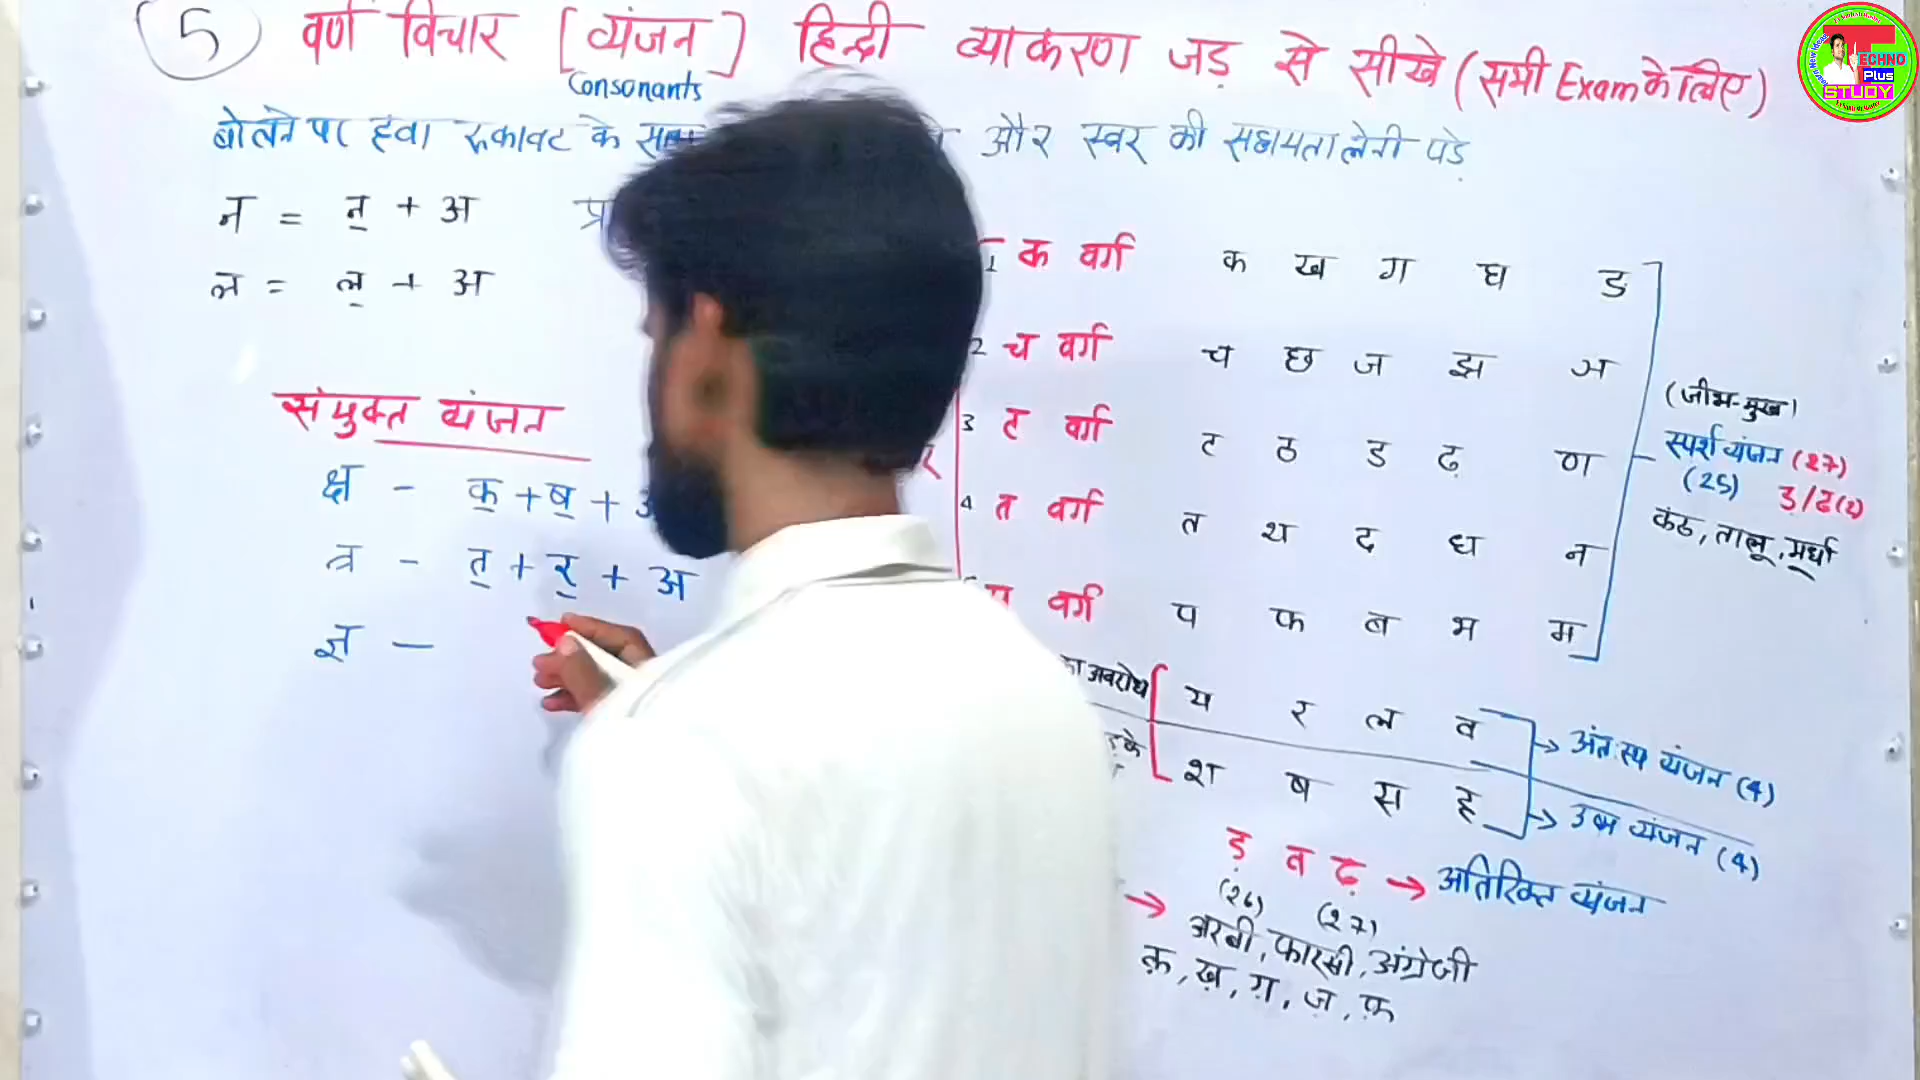 5 वर्ण विचार [व्यंजन] हिन्दी व्याकरण जड़ से सीखे (सभी Exam के लिए)
Consonants
बोलने पर हवा रूकावट के और स्वर की सहायता लेनी पड़े
न = न् + अ
ल = ल् + अ
1 क वर्ग क ख ग घ ङ
2 च वर्ग च छ ज झ ञ
3 ट वर्ग ट ठ ड ढ़ ण
4 त वर्ग त थ द ध न
वर्ग प फ ब भ म
(जीभ-मुख)
स्पर्श व्यंजन (27)
(25) ड़/ढ़(2)
कंठ, तालू, मूर्धा
संयुक्त व्यंजन
क्ष - क् + ष् +
त्र - त् + र् + अ
ज्ञ -
अवरोध य र ल व → अंतःस्थ व्यंजन (4)
श ष स ह → उष्म व्यंजन (4)
ड़ व ढ़ → अतिरिक्त व्यंजन
(26) (27)
→ अरबी, फारसी, अंग्रेजी
क़, ख़, ग़, ज़, फ़
TECHNO
Plus
STUDY